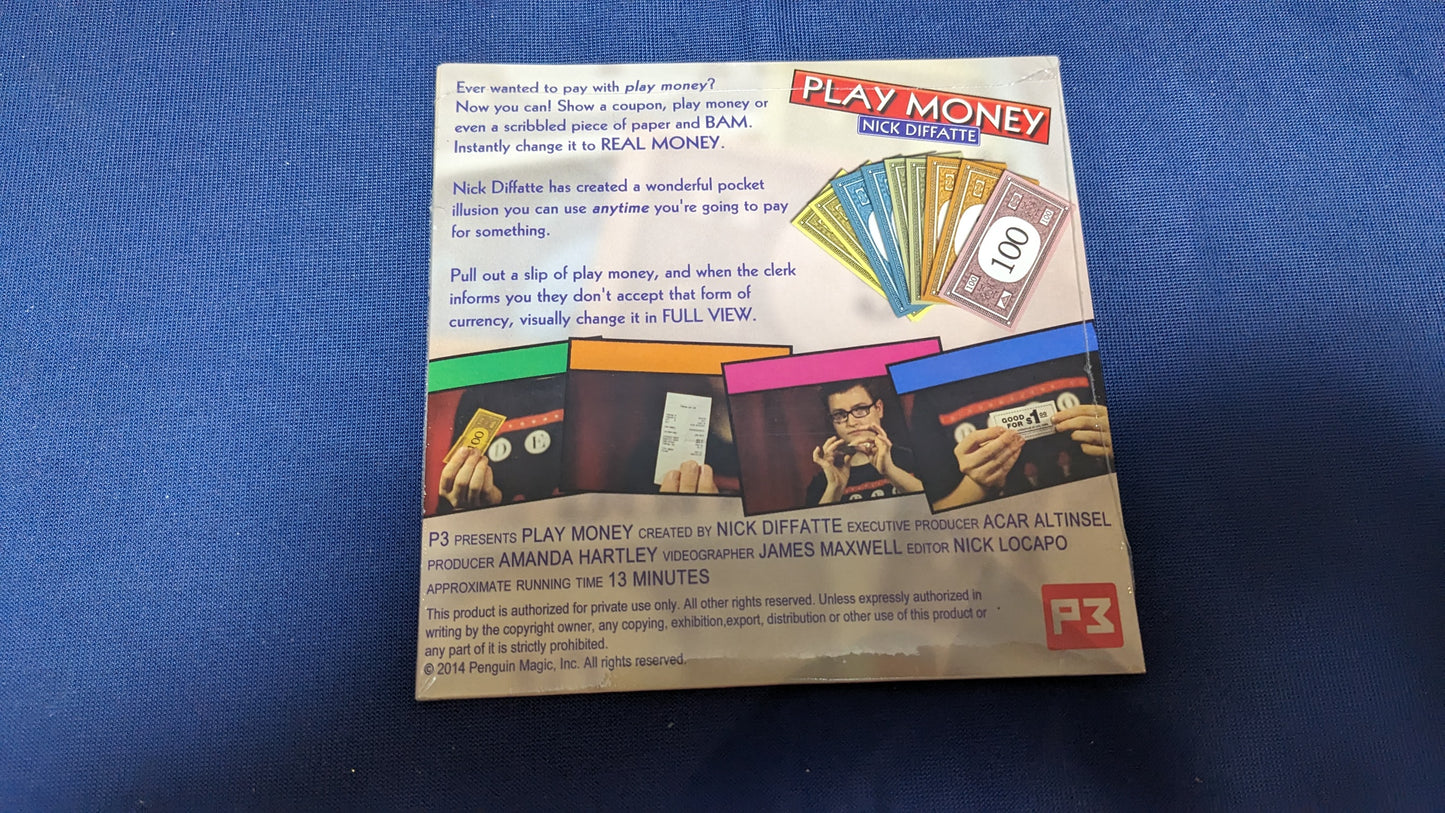 Ever wanted to pay with play money?
Now you can! Show a coupon, play money or
even a scribbled piece of paper and BAM.
Instantly change it to REAL MONEY.
Nick Diffatte has created a wonderful pocket
illusion you can use anytime you're going to pay
for something.
Pull out a slip of play money, and when the clerk
informs you they don't accept that form of
currency, visually change it in FULL VIEW.
PLAY MONEY
NICK DIFFATTE
100
100
100
100
D E
GOOD
FOR $1.00
P3 PRESENTS PLAY MONEY CREATED BY NICK DIFFATTE EXECUTIVE PRODUCER ACAR ALTINSEL
PRODUCER AMANDA HARTLEY VIDEOGRAPHER JAMES MAXWELL EDITOR NICK LOCAPO
APPROXIMATE RUNNING TIME 13 MINUTES
This product is authorized for private use only. All other rights reserved. Unless expressly authorized in
writing by the copyright owner, any copying, exhibition,export, distribution or other use of this product or
any part of it is strictly prohibited.
© 2014 Penguin Magic, Inc. All rights reserved.
P3